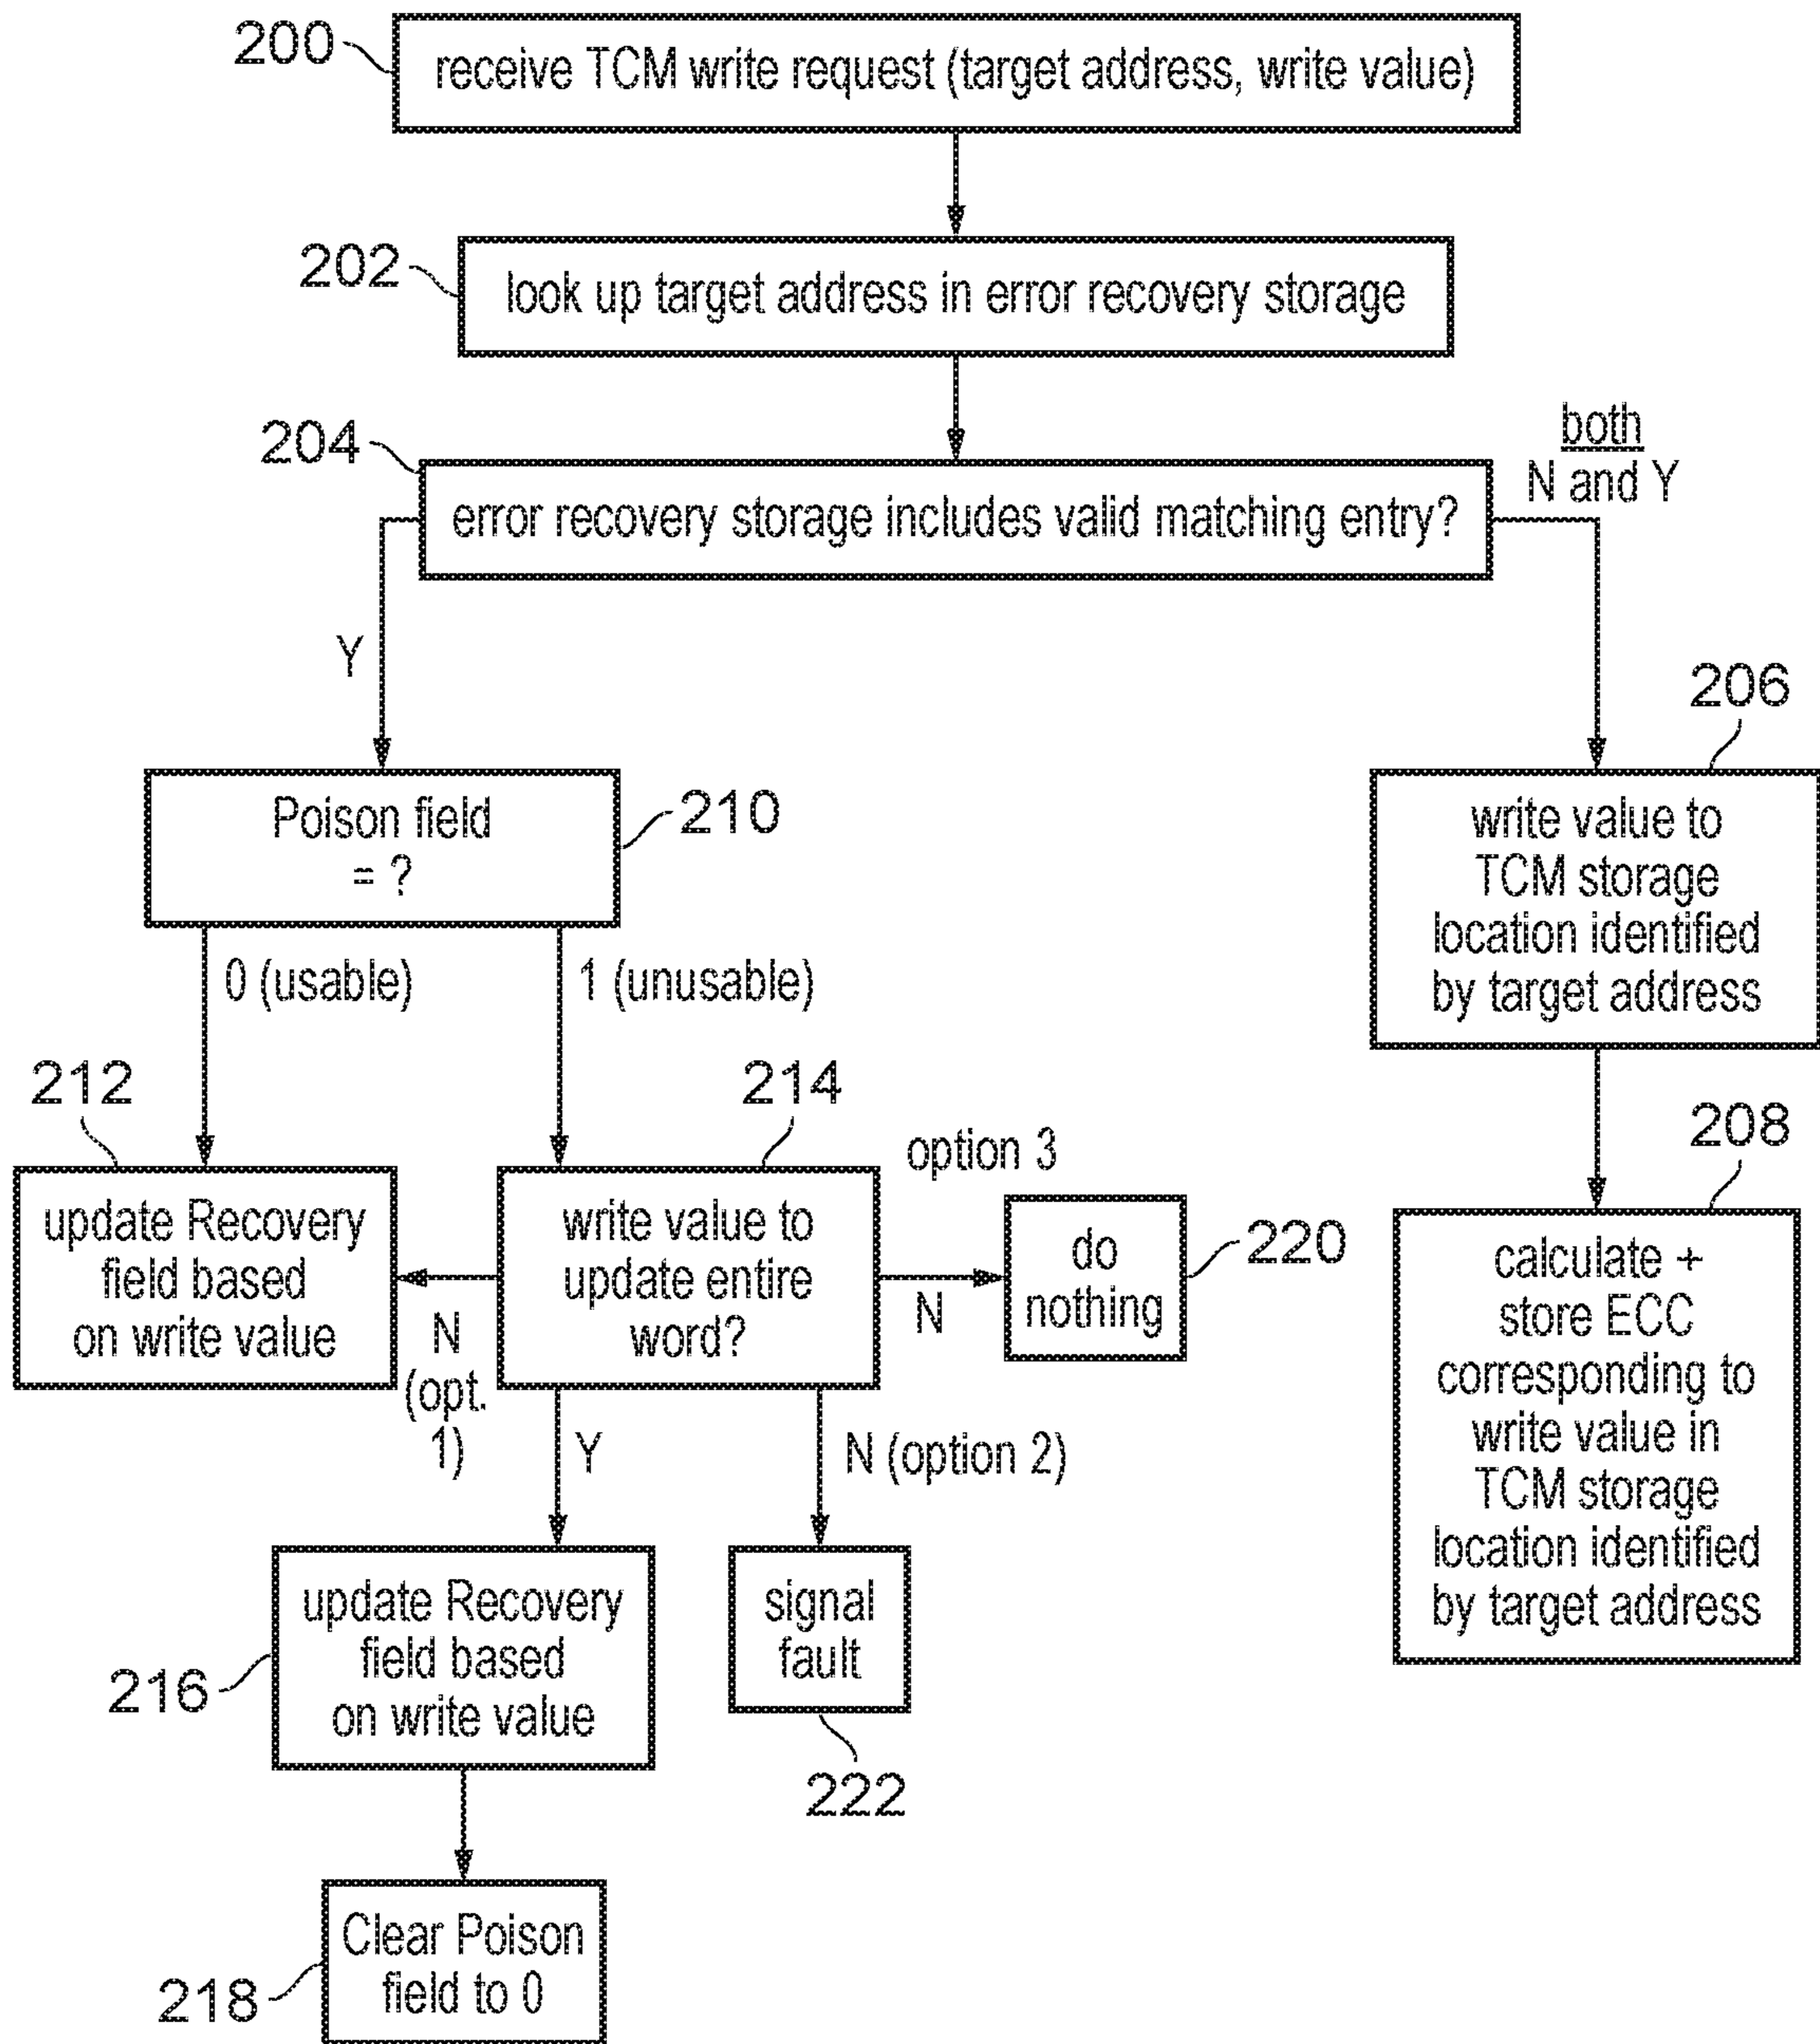 200
receive TCM write request (target address, write value)
202
look up target address in error recovery storage
204
error recovery storage includes valid matching entry?
both
N and Y
Y
206
write value to
TCM storage
location identified
by target address
210
Poison field
= ?
0 (usable)
1 (unusable)
212
update Recovery
field based
on write value
214
write value to
update entire
word?
option 3
N
do
nothing
220
N
(opt.
1)
Y
N (option 2)
208
calculate +
store ECC
corresponding to
write value in
TCM storage
location identified
by target address
216
update Recovery
field based
on write value
signal
fault
222
218
Clear Poison
field to 0